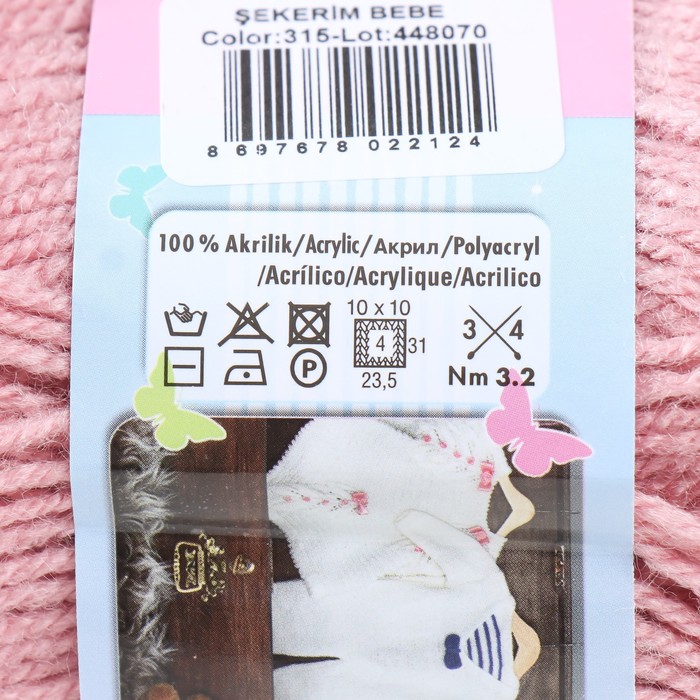 ŞEKERİM BEBE
Color:315-Lot:448070
8 697678 022124
100 % Akrilik/Acrylic/Акрил/Polyacryl
/Acrílico/Acrylique/Acrilico
10 x 10
4
31
23,5
3 4
Nm 3.2
P